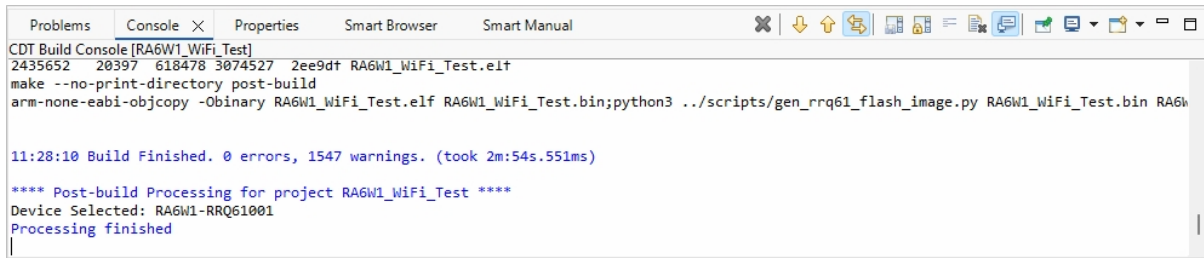 Problems Console Properties Smart Browser Smart Manual
CDT Build Console [RA6W1_WiFi_Test]
2435652 20397 618478 3074527 2ee9df RA6W1_WiFi_Test.elf
make --no-print-directory post-build
arm-none-eabi-objcopy -Obinary RA6W1_WiFi_Test.elf RA6W1_WiFi_Test.bin;python3 ../scripts/gen_rrq61_flash_image.py RA6W1_WiFi_Test.bin RA6W
11:28:10 Build Finished. 0 errors, 1547 warnings. (took 2m:54s.551ms)
**** Post-build Processing for project RA6W1_WiFi_Test ****
Device Selected: RA6W1-RRQ61001
Processing finished